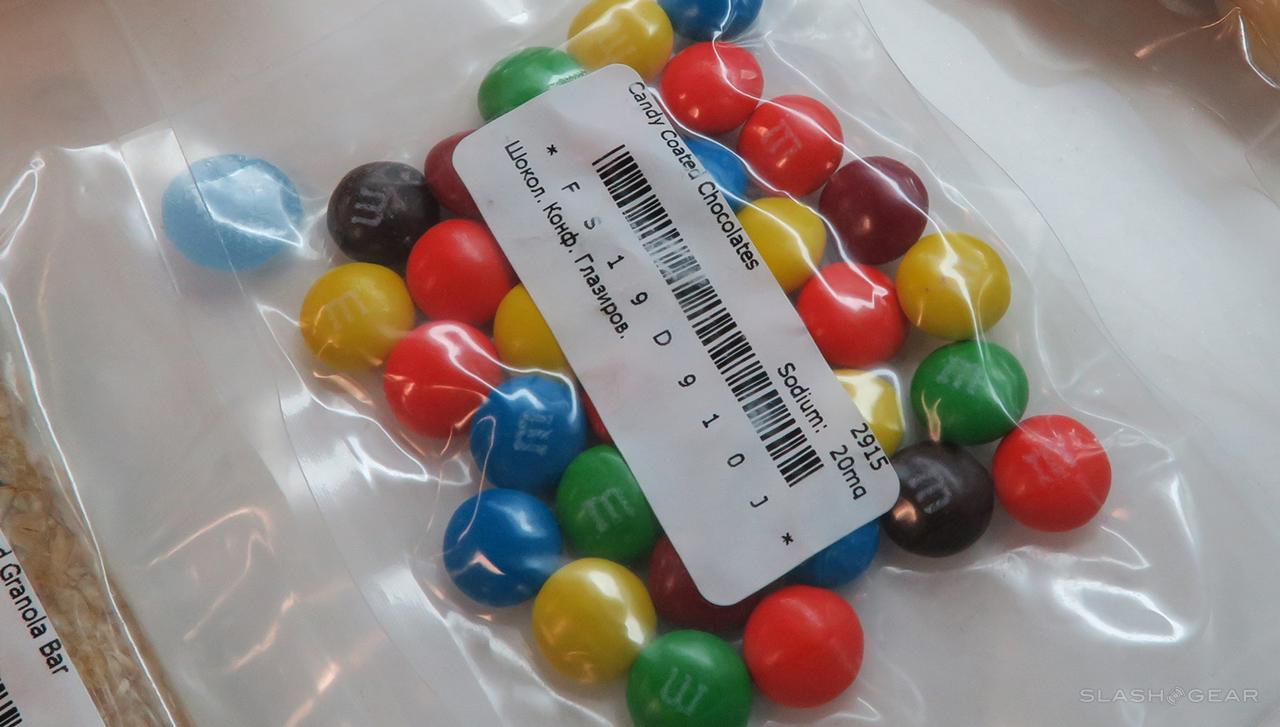 Candy Coated Chocolates
2915
Sodium: 20mg
* F S 1 9 D 9 1 0 J *
Шокол. Конф. Глазиров.
Granola Bar
m
m
m
m
m
m
m
m
m
SLASHGEAR